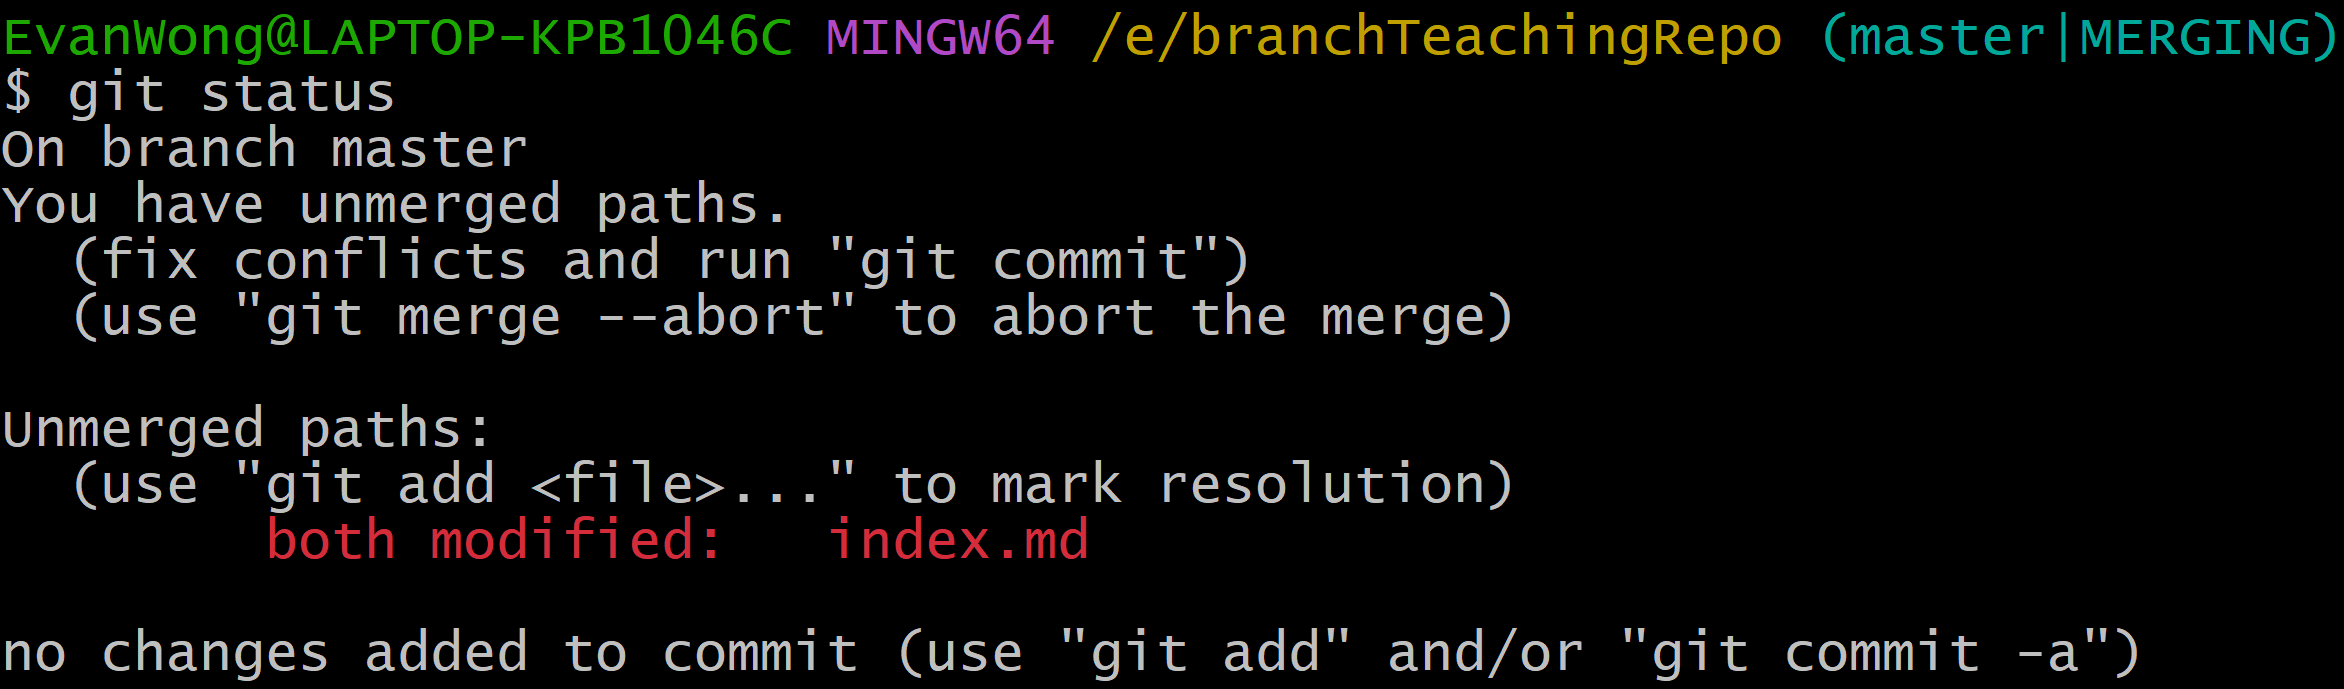 EvanWong@LAPTOP-KPB1O46C MINGW64 /e/branchTeachingRepo (master|MERGING)
$ git status
On branch master
You have unmerged paths.
  (fix conflicts and run "git commit")
  (use "git merge --abort" to abort the merge)

Unmerged paths:
  (use "git add <file>..." to mark resolution)
        both modified:   index.md

no changes added to commit (use "git add" and/or "git commit -a")